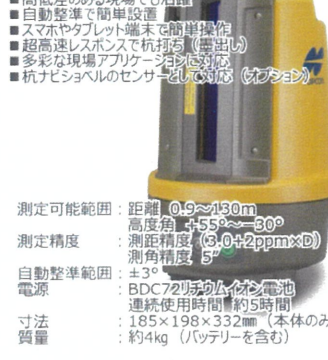 ■高低差のある現場でも活躍
■自動整準で簡単設置
■スマホやタブレット端末で簡単操作
■超高速レスポンスで杭打ち(墨出し)
■多彩な現場アプリケーションに対応
■杭ナビショベルのセンサーとして対応(オプション)
測定可能範囲:距離 0.9~130m
高度角 +55°~-30°
測定精度:測距精度(3.0+2ppm×D)
測角精度 5"
自動整準範囲:±3°
電源:BDC72リチウムイオン電池
連続使用時間 約5時間
寸法:185×198×332㎜(本体のみ
質量:約4㎏(バッテリーを含む)